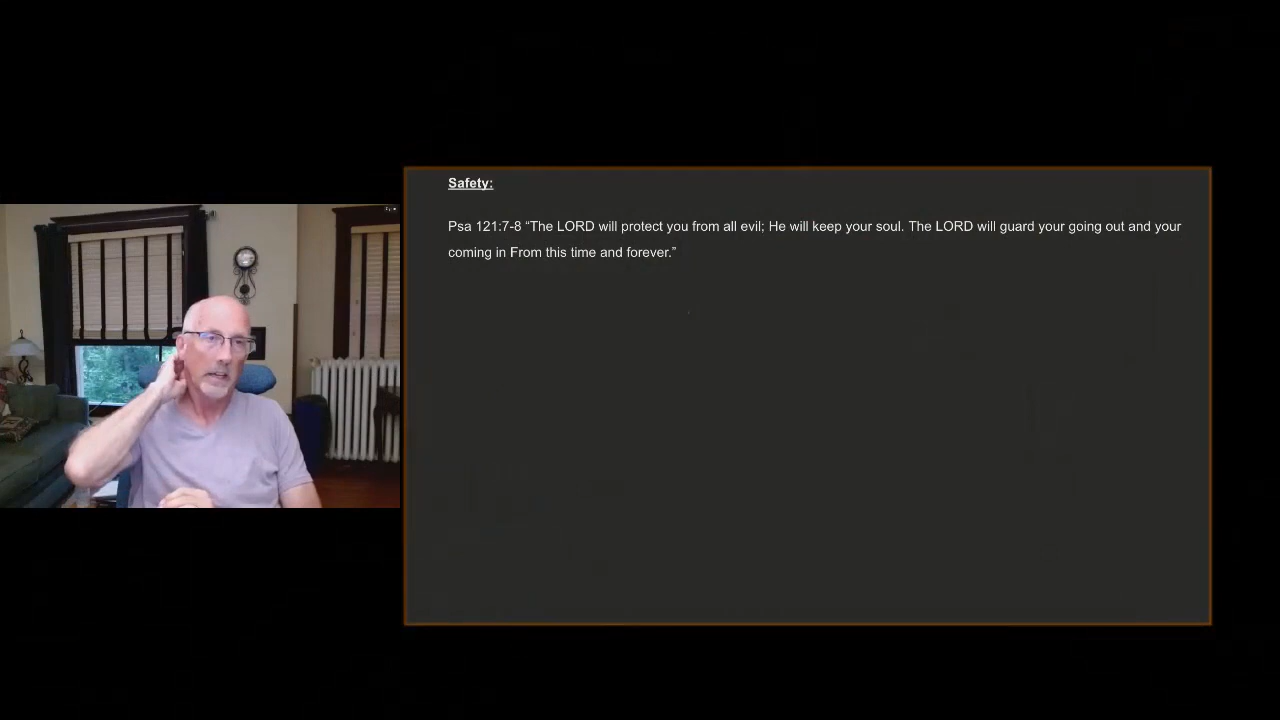 Safety:
Psa 121:7-8 “The LORD will protect you from all evil; He will keep your soul. The LORD will guard your going out and your
coming in From this time and forever.”